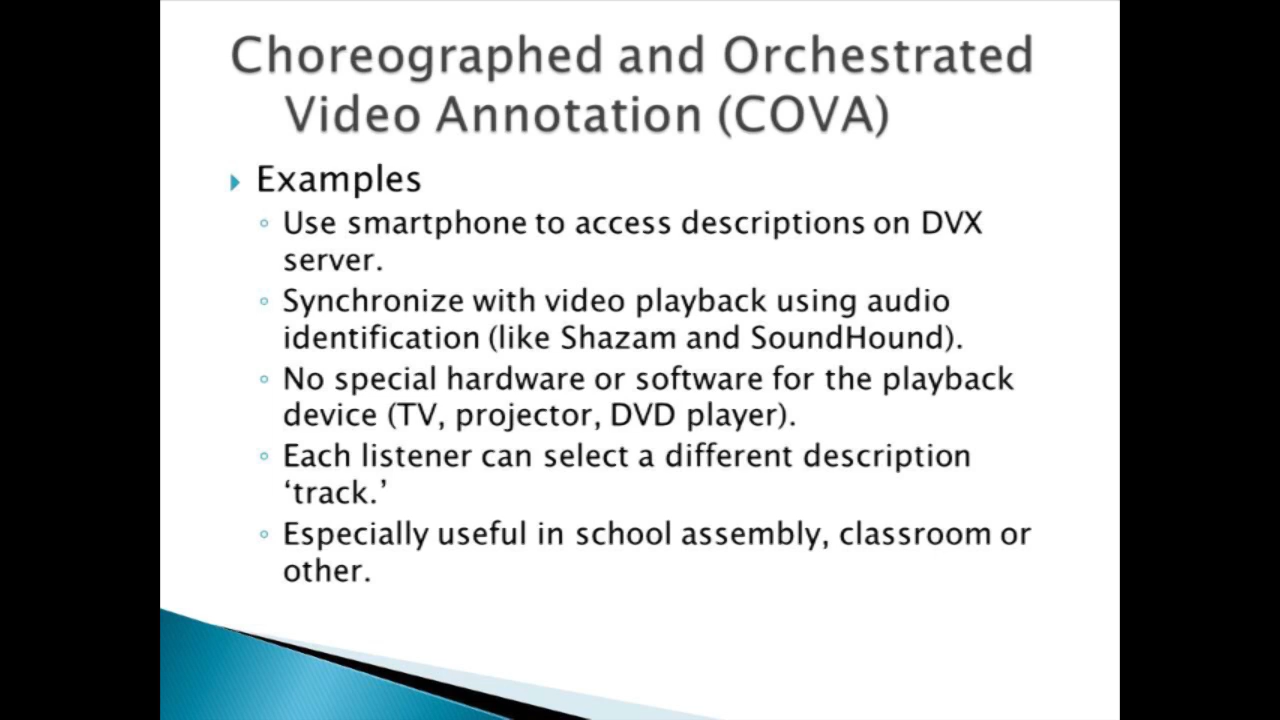 Choreographed and Orchestrated
Video Annotation (COVA)
Examples
Use smartphone to access descriptions on DVX
server.
Synchronize with video playback using audio
identification (like Shazam and SoundHound).
No special hardware or software for the playback
device (TV, projector, DVD player).
Each listener can select a different description
‘track.’
Especially useful in school assembly, classroom or
other.